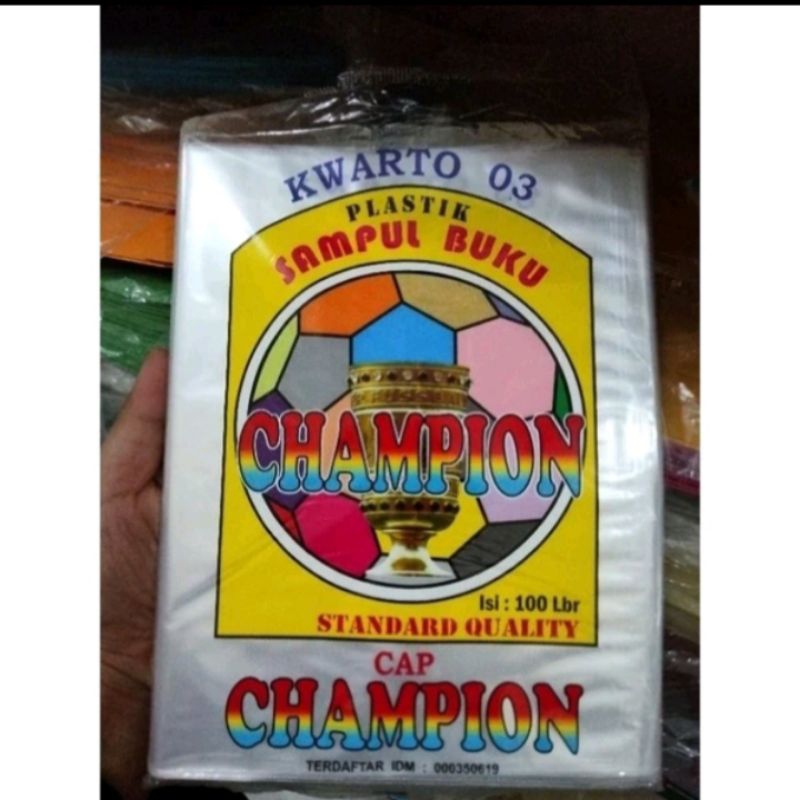 KWARTO 03
PLASTIK
SAMPUL BUKU
CHAMPION
Isi : 100 Lbr
STANDARD QUALITY
CAP
CHAMPION
TERDAFTAR IDM : 000350619